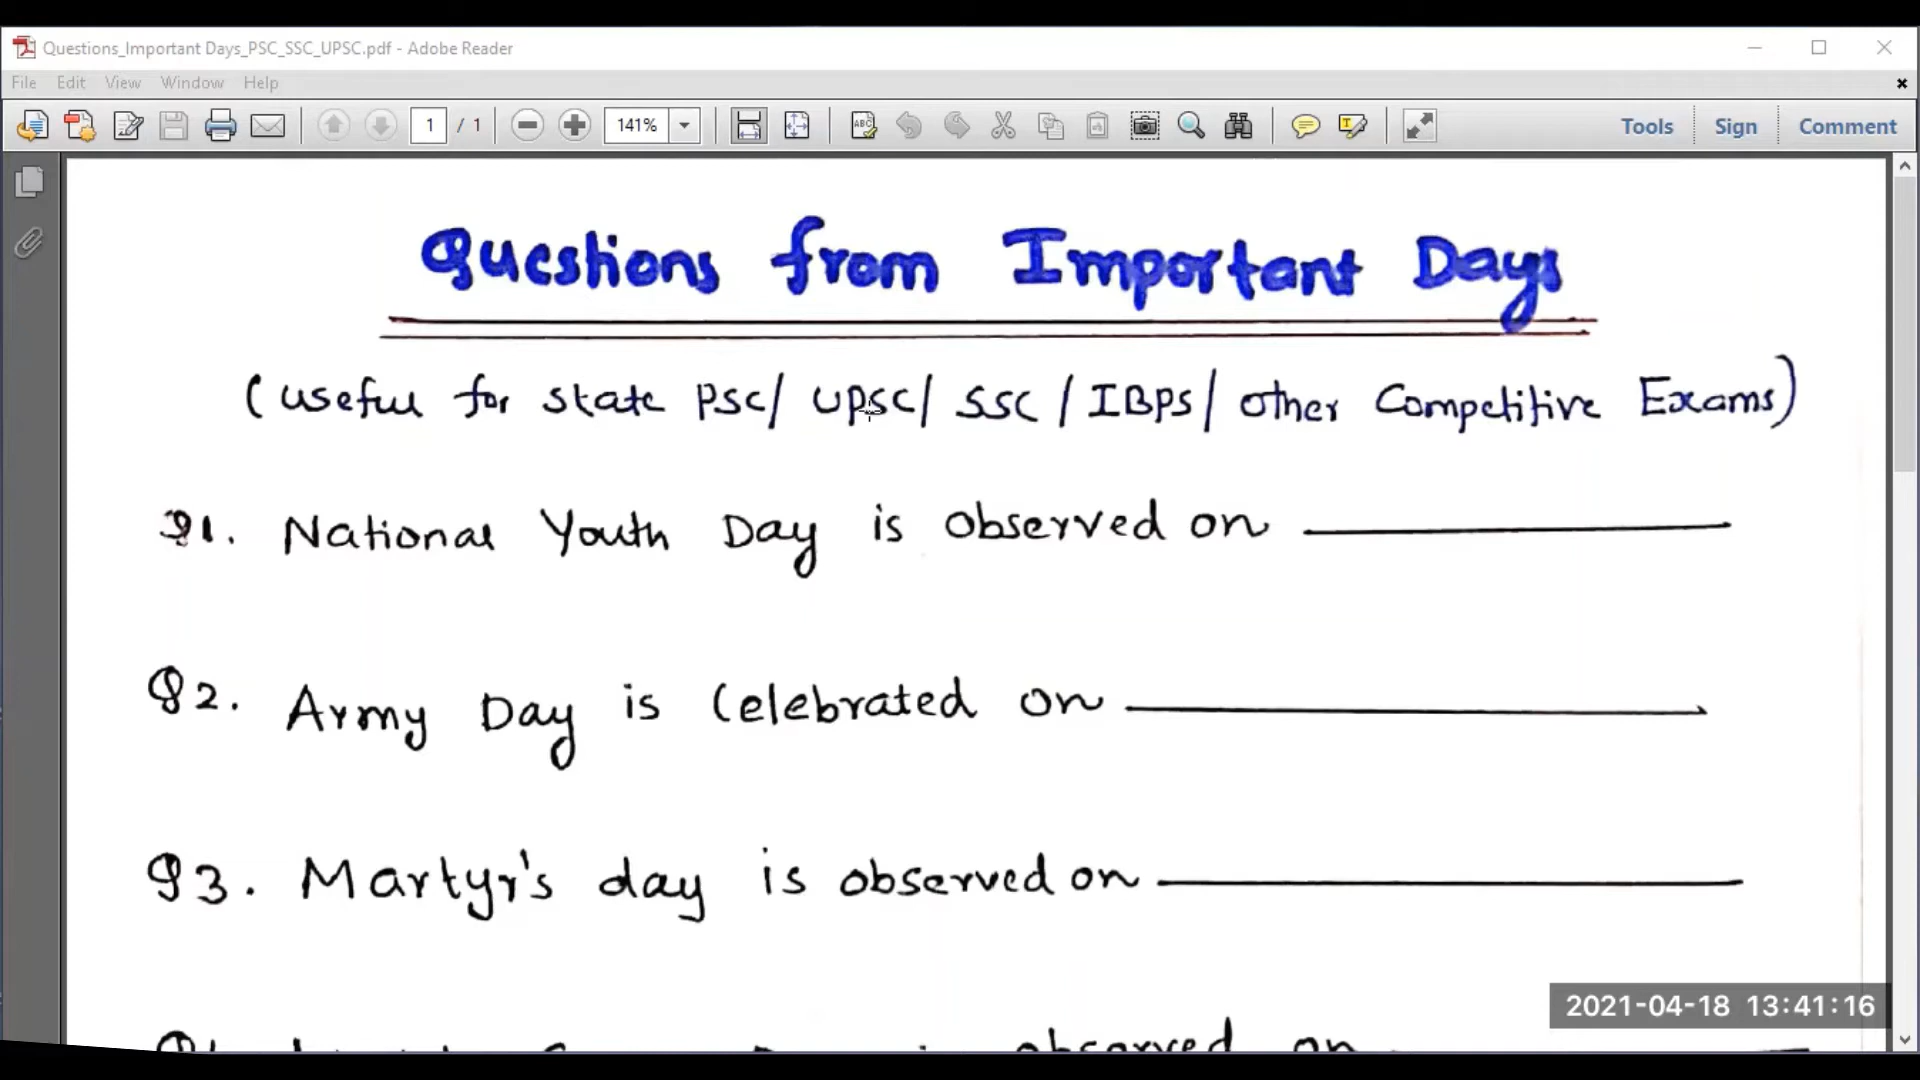 Questions_Important Days_PSC_SSC_UPSC.pdf - Adobe Reader
File Edit View Window Help
1 / 1 141% Tools Sign Comment
Questions from Important Days
(Useful for state PSC/ UPSC/ SSC / IBPS/ other Competitive Exams)
Q1. National Youth Day is observed on
Q2. Army Day is Celebrated on
Q3. Martyr's day is observed on
observed on
2021-04-18 13:41:16